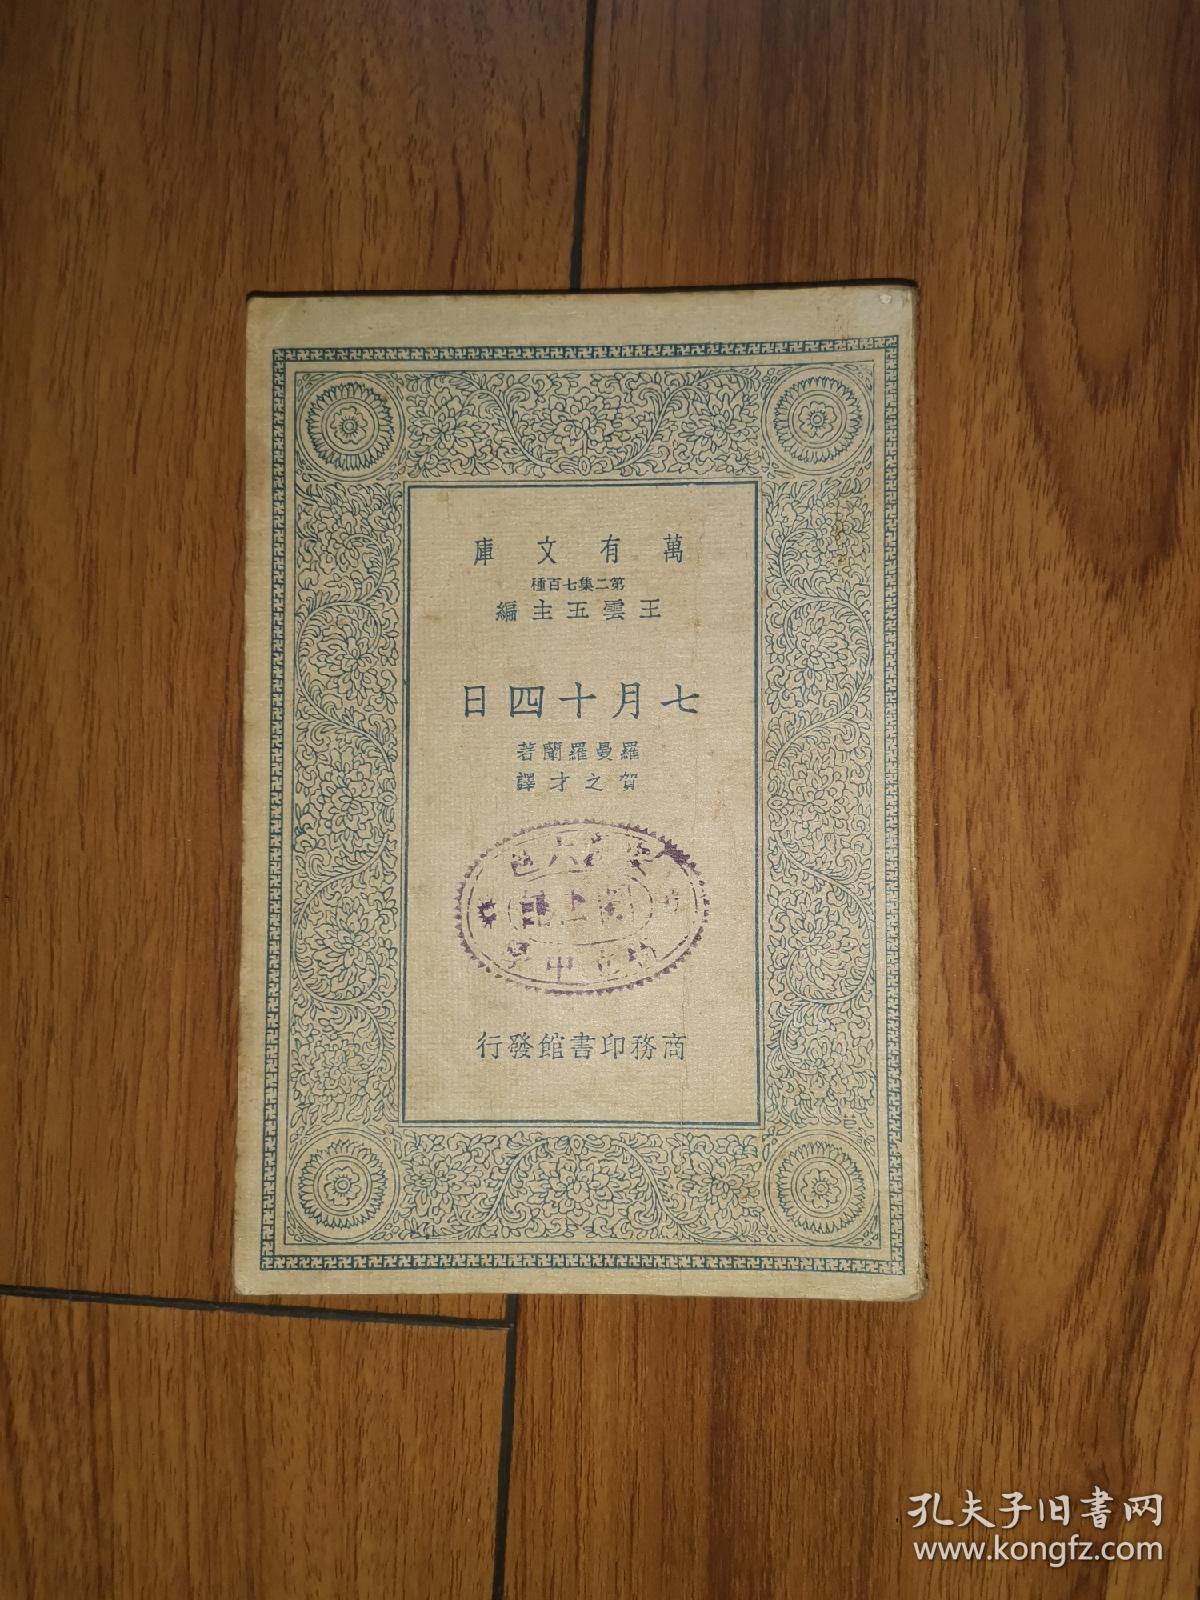 萬有文庫
第二集七百種
王雲五主編
七月十四日
羅曼羅蘭著
賀之才譯
商務印書館發行
孔夫子旧书网
www.kongfz.com